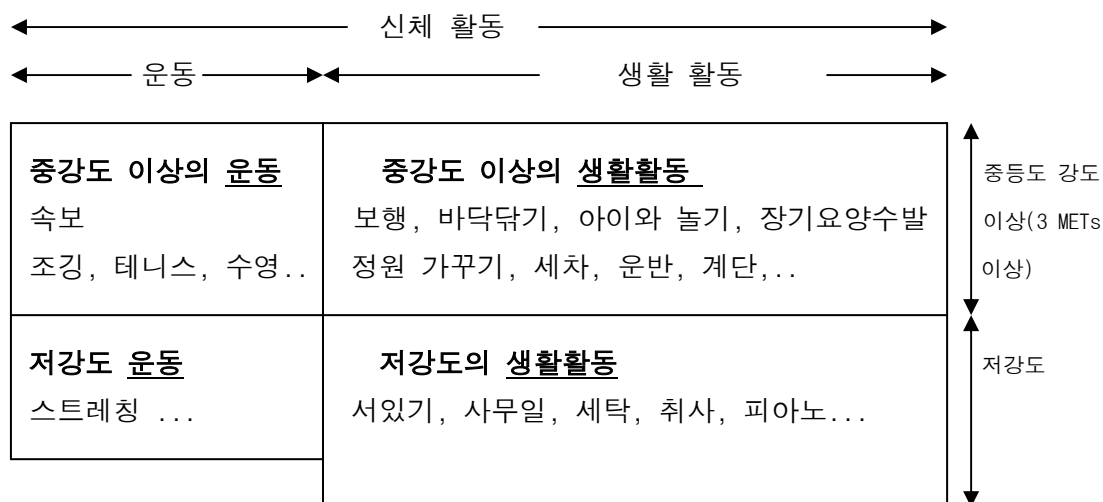 신체 활동
운동 생활 활동
중강도 이상의 운동
속보
조깅, 테니스, 수영..
중강도 이상의 생활활동
보행, 바닥닦기, 아이와 놀기, 장기요양수발
정원 가꾸기, 세차, 운반, 계단,..
중등도 강도
이상(3 METs
이상)
저강도 운동
스트레칭 ...
저강도의 생활활동
서있기, 사무일, 세탁, 취사, 피아노...
저강도